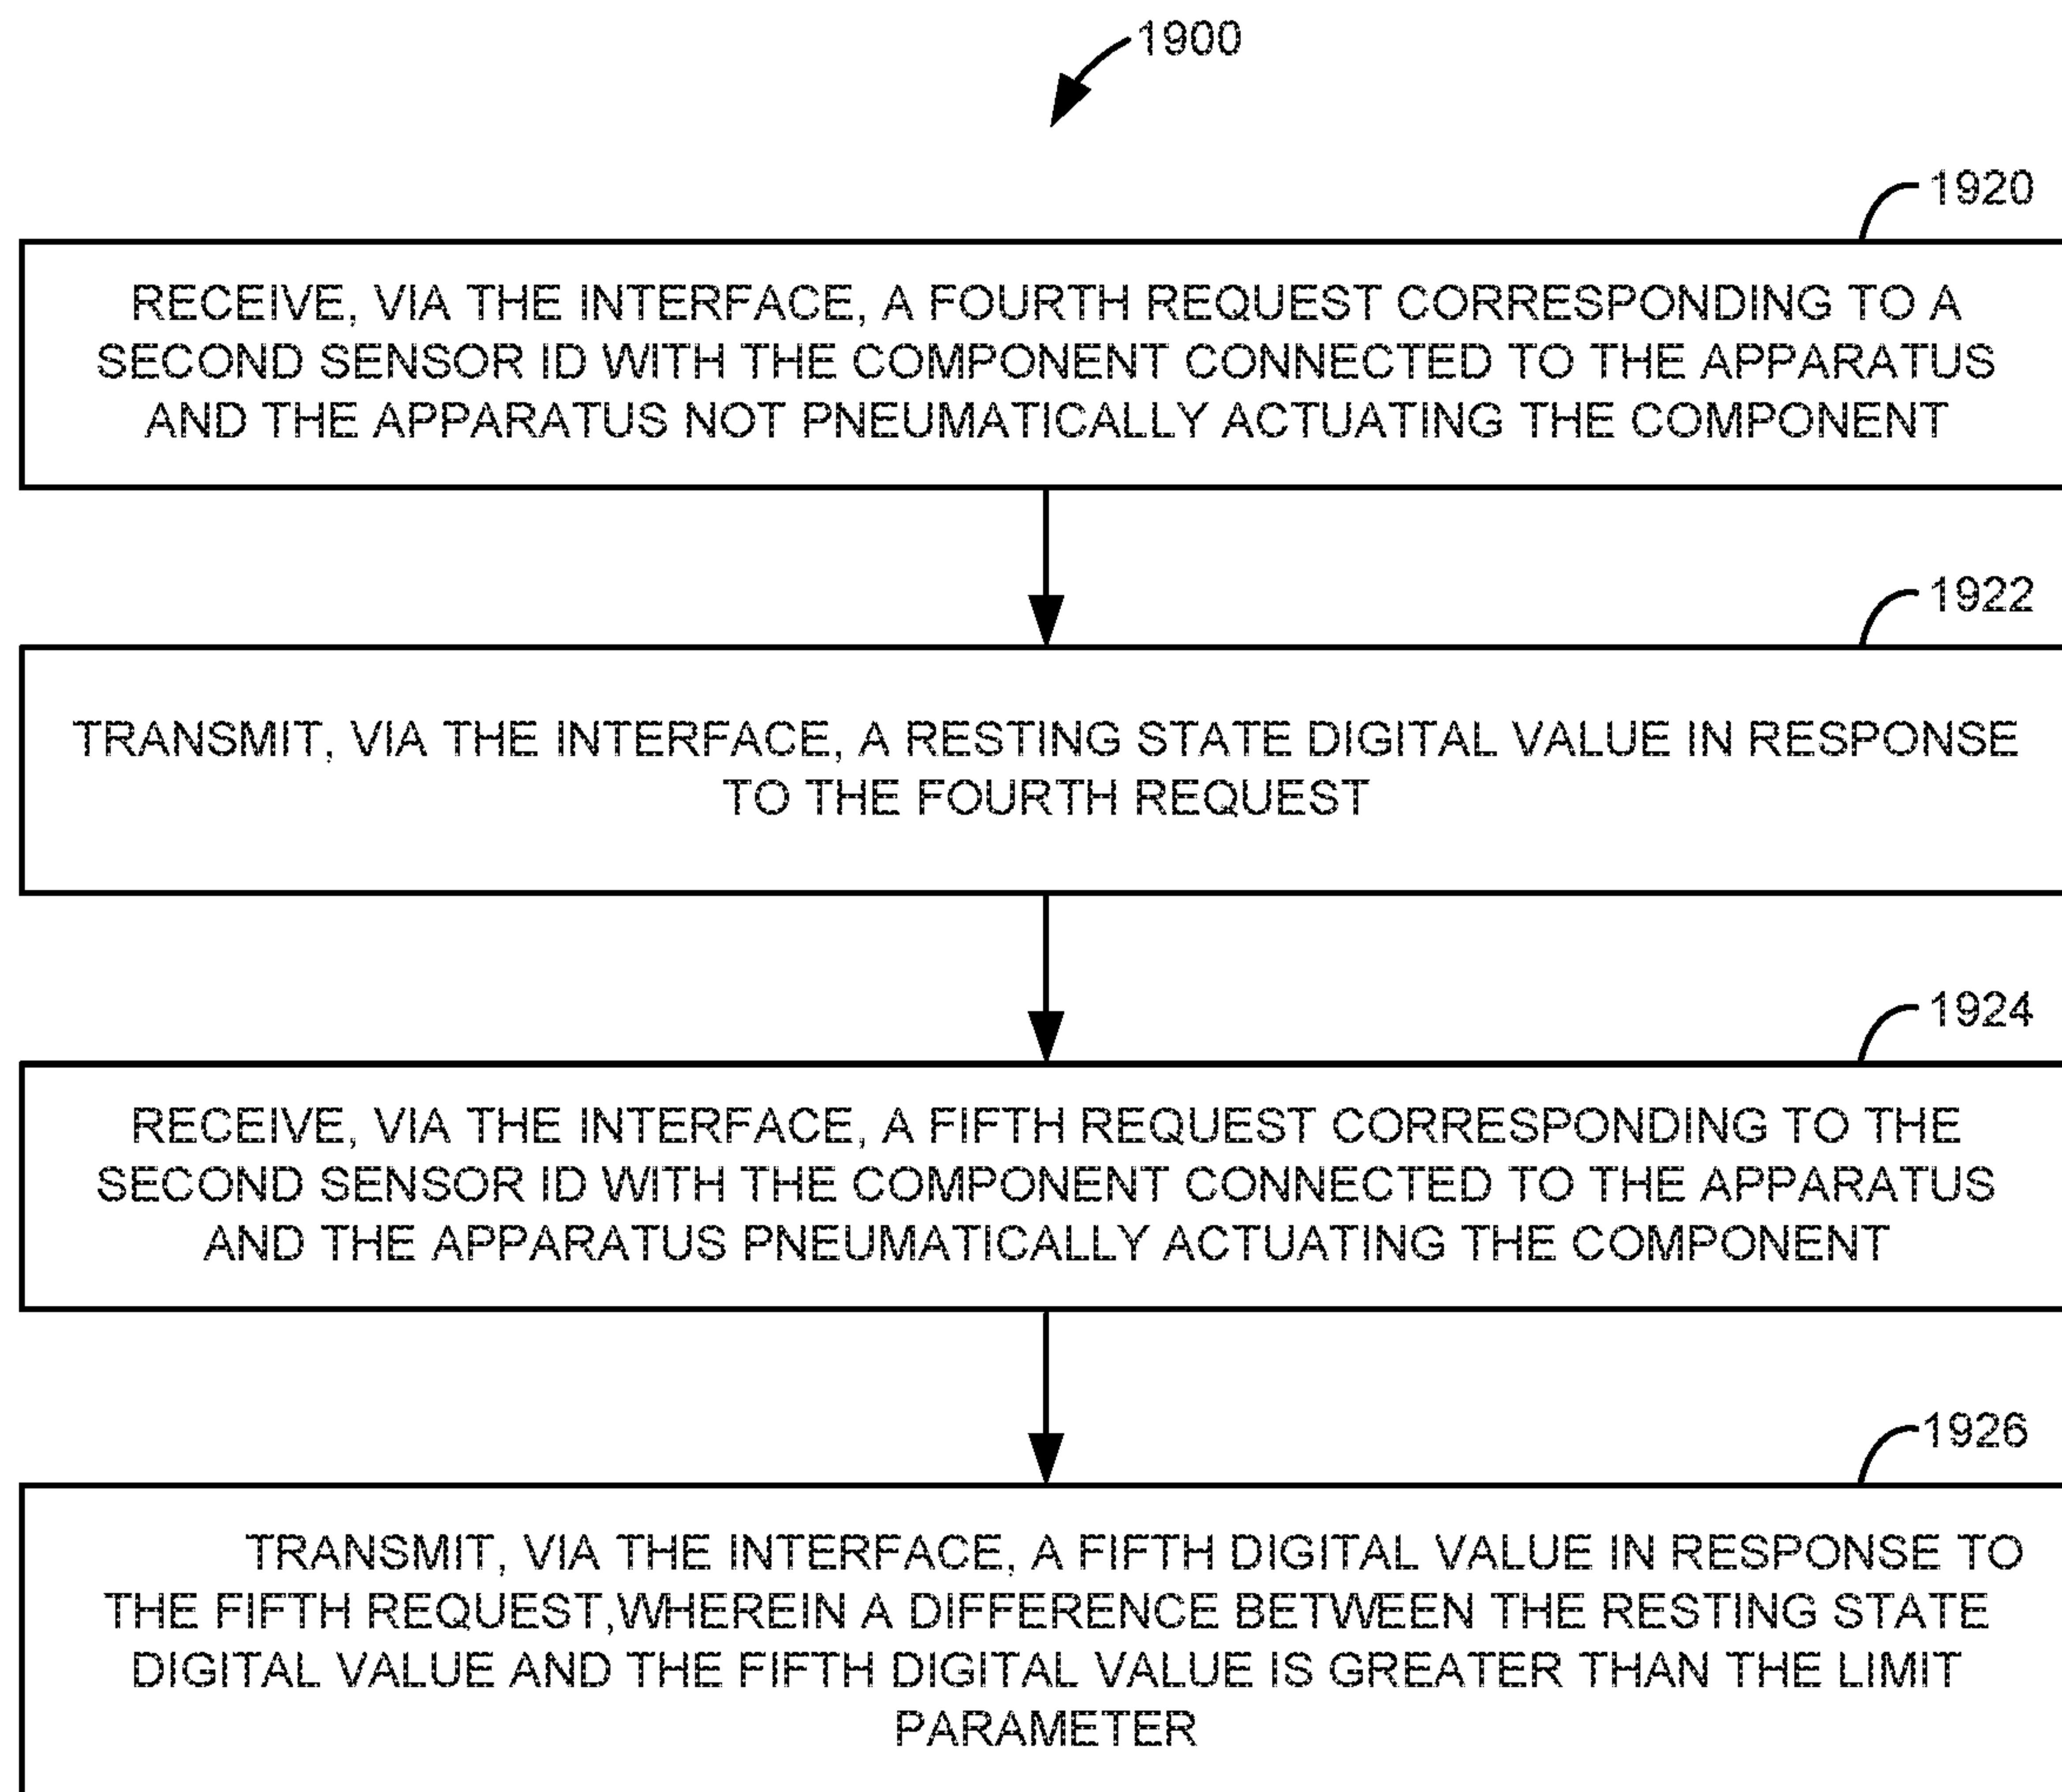 1900
1920
RECEIVE, VIA THE INTERFACE, A FOURTH REQUEST CORRESPONDING TO A
SECOND SENSOR ID WITH THE COMPONENT CONNECTED TO THE APPARATUS
AND THE APPARATUS NOT PNEUMATICALLY ACTUATING THE COMPONENT
1922
TRANSMIT, VIA THE INTERFACE, A RESTING STATE DIGITAL VALUE IN RESPONSE
TO THE FOURTH REQUEST
1924
RECEIVE, VIA THE INTERFACE, A FIFTH REQUEST CORRESPONDING TO THE
SECOND SENSOR ID WITH THE COMPONENT CONNECTED TO THE APPARATUS
AND THE APPARATUS PNEUMATICALLY ACTUATING THE COMPONENT
1926
TRANSMIT, VIA THE INTERFACE, A FIFTH DIGITAL VALUE IN RESPONSE TO
THE FIFTH REQUEST,WHEREIN A DIFFERENCE BETWEEN THE RESTING STATE
DIGITAL VALUE AND THE FIFTH DIGITAL VALUE IS GREATER THAN THE LIMIT
PARAMETER